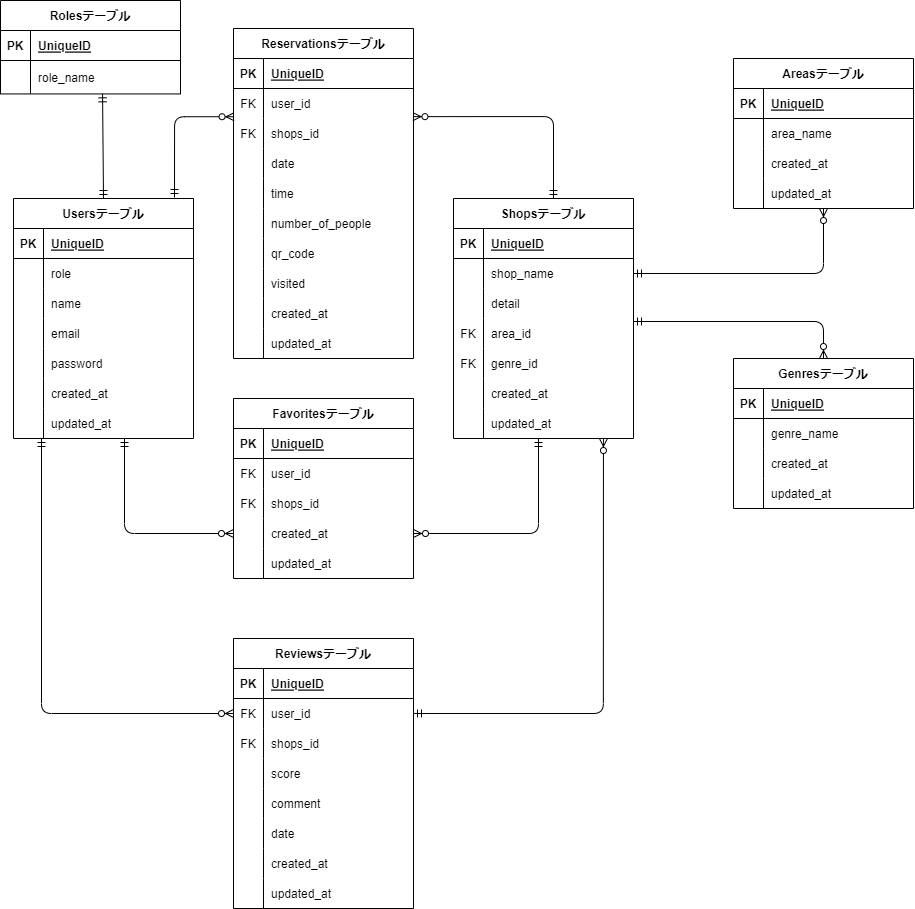 Rolesテーブル
PK UniqueID
role_name
Reservationsテーブル
PK UniqueID
FK user_id
FK shops_id
date
time
number_of_people
qr_code
visited
created_at
updated_at
Areasテーブル
PK UniqueID
area_name
created_at
updated_at
Usersテーブル
PK UniqueID
role
name
email
password
created_at
updated_at
Shopsテーブル
PK UniqueID
shop_name
detail
FK area_id
FK genre_id
created_at
updated_at
Genresテーブル
PK UniqueID
genre_name
created_at
updated_at
Favoritesテーブル
PK UniqueID
FK user_id
FK shops_id
created_at
updated_at
Reviewsテーブル
PK UniqueID
FK user_id
FK shops_id
score
comment
date
created_at
updated_at